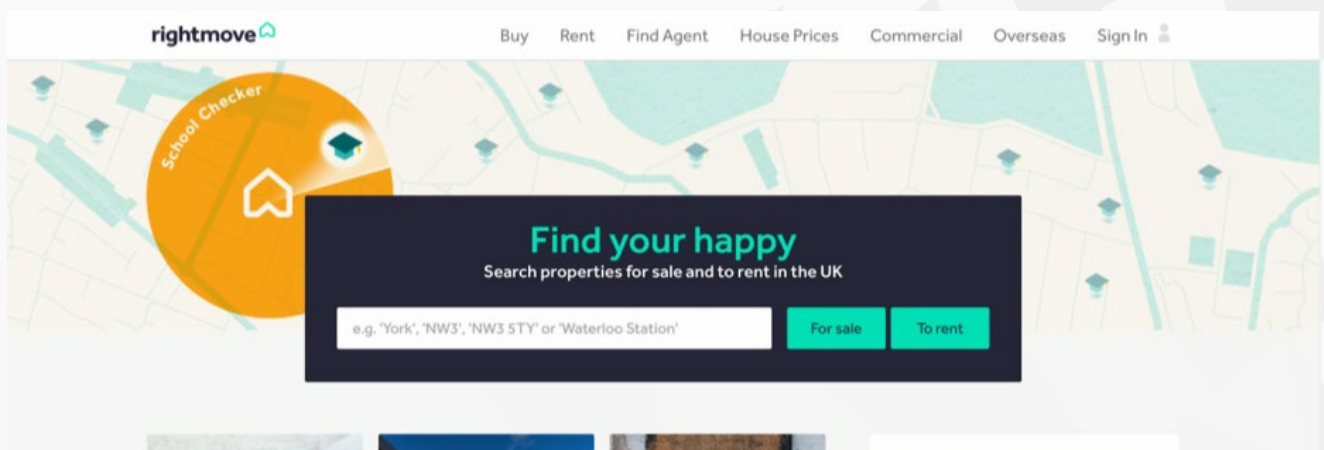 rightmove
Buy Rent Find Agent House Prices Commercial Overseas Sign In
School Checker
Find your happy
Search properties for sale and to rent in the UK
e.g. 'York', 'NW3', 'NW3 5TY' or 'Waterloo Station'
For sale To rent